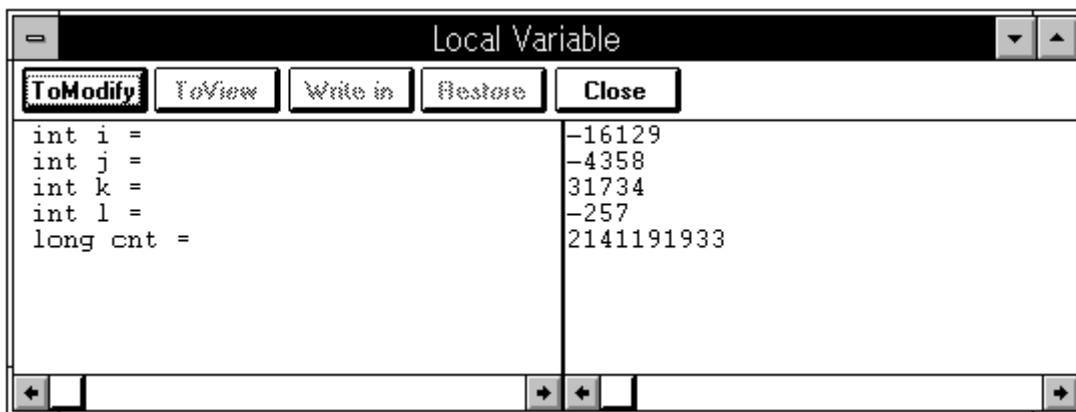 Local Variable
ToModify ToView Write in Restore Close
int i = -16129
int j = -4358
int k = 31734
int l = -257
long cnt = 2141191933